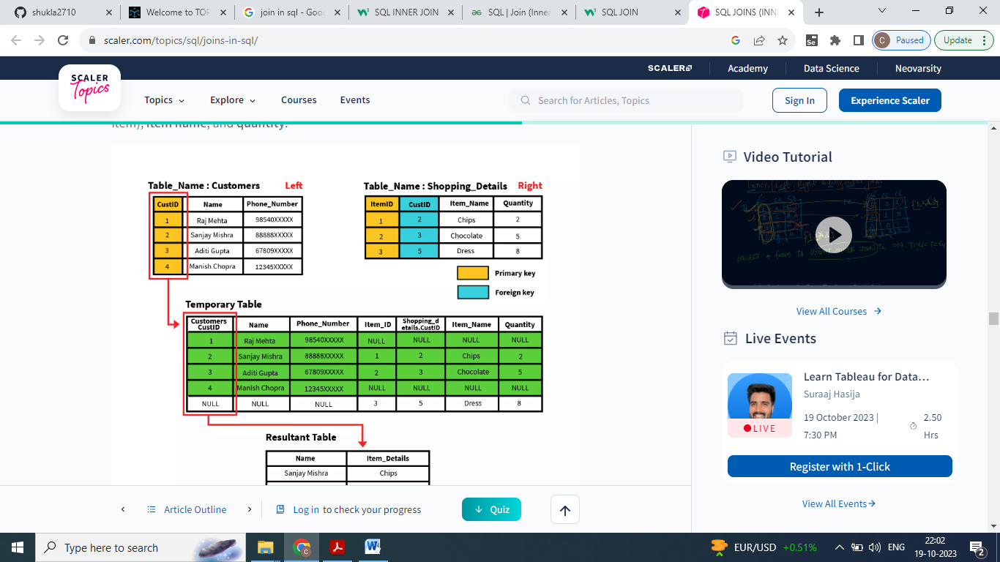 shukla2710
Welcome to TOP
join in sql - Goo
SQL INNER JOIN
SQL | Join (Inner
SQL JOIN
SQL JOINS (INN
scaler.com/topics/sql/joins-in-sql/
Se
C Paused
Update
SCALER
Academy
Data Science
Neovarsity
SCALER
Topics
Topics
Explore
Courses
Events
Search for Articles, Topics
Sign In
Experience Scaler
item), item name, and quantity.
Table_Name : Customers Left
CustID Name Phone_Number
1 Raj Mehta 98540XXXXX
2 Sanjay Mishra 88888XXXXX
3 Aditi Gupta 67809XXXXX
4 Manish Chopra 12345XXXXX
Table_Name : Shopping_Details Right
ItemID CustID Item_Name Quantity
1 2 Chips 2
2 3 Chocolate 5
3 5 Dress 8
Primary key
Foreign key
Temporary Table
Customers CustID Name Phone_Number Item_ID Shopping_details.CustID Item_Name Quantity
1 Raj Mehta 98540XXXXX NULL NULL NULL NULL
2 Sanjay Mishra 88888XXXXX 1 2 Chips 2
3 Aditi Gupta 67809XXXXX 2 3 Chocolate 5
4 Manish Chopra 12345XXXXX NULL NULL NULL NULL
NULL NULL NULL 3 5 Dress 8
Resultant Table
Name Item_Details
Sanjay Mishra Chips
Video Tutorial
View All Courses
Live Events
LIVE
Learn Tableau for Data...
Suraaj Hasija
19 October 2023 |
7:30 PM
2.50
Hrs
Register with 1-Click
View All Events
Article Outline
Log in to check your progress
Quiz
Type here to search
EUR/USD +0.51%
ENG
22:02
19-10-2023
2